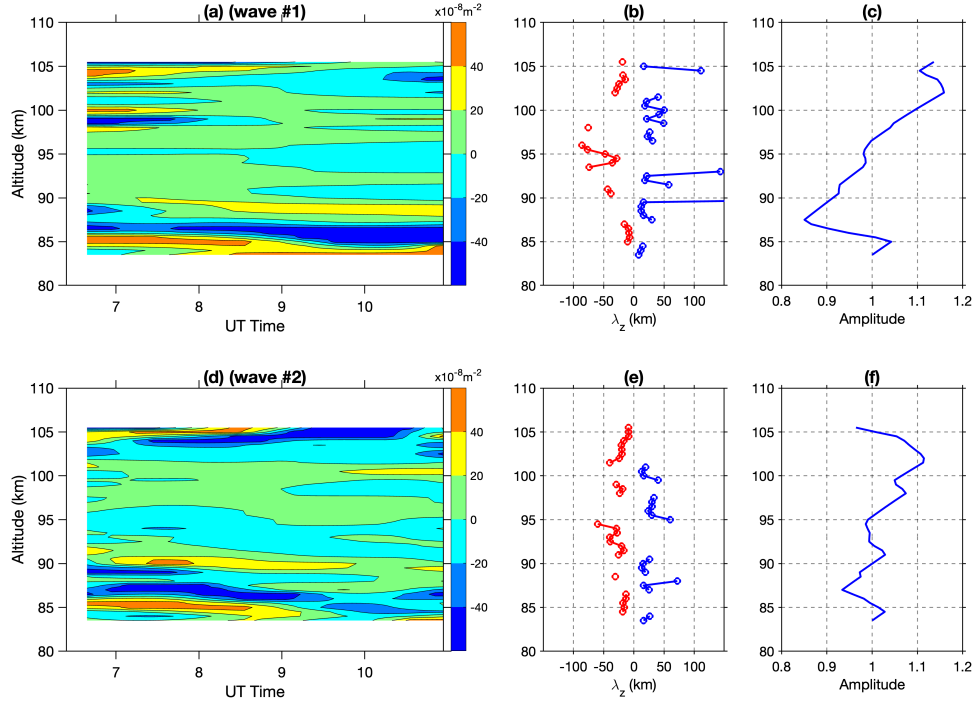 (a) (wave #1)
x10-8m-2
(b)
(c)
110
105
100
95
90
85
80
Altitude (km)
7 8 9 10
UT Time
40
20
0
-20
-40
110
105
100
95
90
85
80
-100 -50 0 50 100
λz (km)
110
105
100
95
90
85
80
0.8 0.9 1 1.1 1.2
Amplitude
(d) (wave #2)
x10-8m-2
(e)
(f)
110
105
100
95
90
85
80
Altitude (km)
7 8 9 10
UT Time
40
20
0
-20
-40
110
105
100
95
90
85
80
-100 -50 0 50 100
λz (km)
110
105
100
95
90
85
80
0.8 0.9 1 1.1 1.2
Amplitude